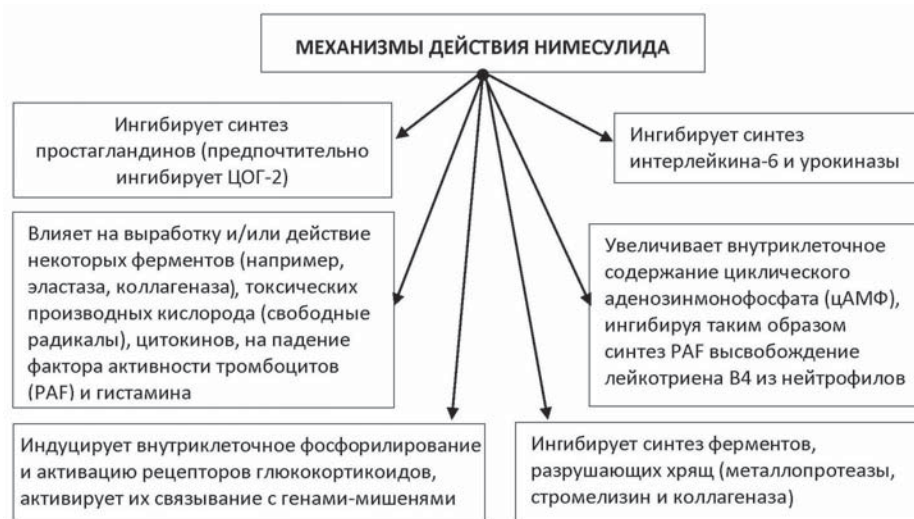 МЕХАНИЗМЫ ДЕЙСТВИЯ НИМЕСУЛИДА
Ингибирует синтез
простагландинов (предпочтительно
ингибирует ЦОГ-2)
Ингибирует синтез
интерлейкина-6 и урокиназы
Влияет на выработку и/или действие
некоторых ферментов (например,
эластаза, коллагеназа), токсических
производных кислорода (свободные
радикалы), цитокинов, на падение
фактора активности тромбоцитов
(PAF) и гистамина
Увеличивает внутриклеточное
содержание циклического
аденозинмонофосфата (цАМФ),
ингибируя таким образом
синтез PAF высвобождение
лейкотриена B4 из нейтрофилов
Индуцирует внутриклеточное фосфорилирование
и активацию рецепторов глюкокортикоидов,
активирует их связывание с генами-мишенями
Ингибирует синтез ферментов,
разрушающих хрящ (металлопротеазы,
стромелизин и коллагеназа)